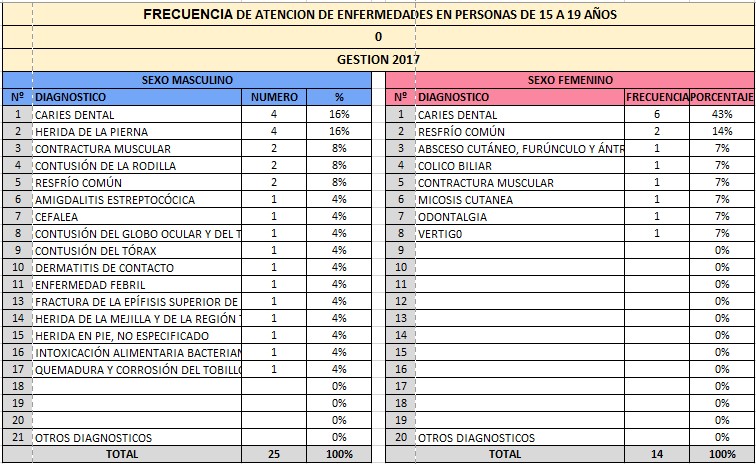 FRECUENCIA DE ATENCION DE ENFERMEDADES EN PERSONAS DE 15 A 19 AÑOS
0
GESTION 2017
SEXO MASCULINO SEXO FEMENINO
Nº DIAGNOSTICO NUMERO % Nº DIAGNOSTICO FRECUENCIA PORCENTAJE
1 CARIES DENTAL 4 16% 1 CARIES DENTAL 6 43%
2 HERIDA DE LA PIERNA 4 16% 2 RESFRÍO COMÚN 2 14%
3 CONTRACTURA MUSCULAR 2 8% 3 ABSCESO CUTÁNEO, FURÚNCULO Y ÁNTR 1 7%
4 CONTUSIÓN DE LA RODILLA 2 8% 4 COLICO BILIAR 1 7%
5 RESFRÍO COMÚN 2 8% 5 CONTRACTURA MUSCULAR 1 7%
6 AMIGDALITIS ESTREPTOCÓCICA 1 4% 6 MICOSIS CUTANEA 1 7%
7 CEFALEA 1 4% 7 ODONTALGIA 1 7%
8 CONTUSIÓN DEL GLOBO OCULAR Y DEL T 1 4% 8 VERTIG0 1 7%
9 CONTUSIÓN DEL TÓRAX 1 4% 9 0%
10 DERMATITIS DE CONTACTO 1 4% 10 0%
11 ENFERMEDAD FEBRIL 1 4% 11 0%
13 FRACTURA DE LA EPÍFISIS SUPERIOR DE 1 4% 12 0%
14 HERIDA DE LA MEJILLA Y DE LA REGIÓN T 1 4% 13 0%
15 HERIDA EN PIE, NO ESPECIFICADO 1 4% 14 0%
16 INTOXICACIÓN ALIMENTARIA BACTERIAN 1 4% 15 0%
17 QUEMADURA Y CORROSIÓN DEL TOBILLO 1 4% 16 0%
18 0% 17 0%
19 0% 18 0%
20 0% 19 0%
21 OTROS DIAGNOSTICOS 0% 20 OTROS DIAGNOSTICOS 0%
TOTAL 25 100% TOTAL 14 100%